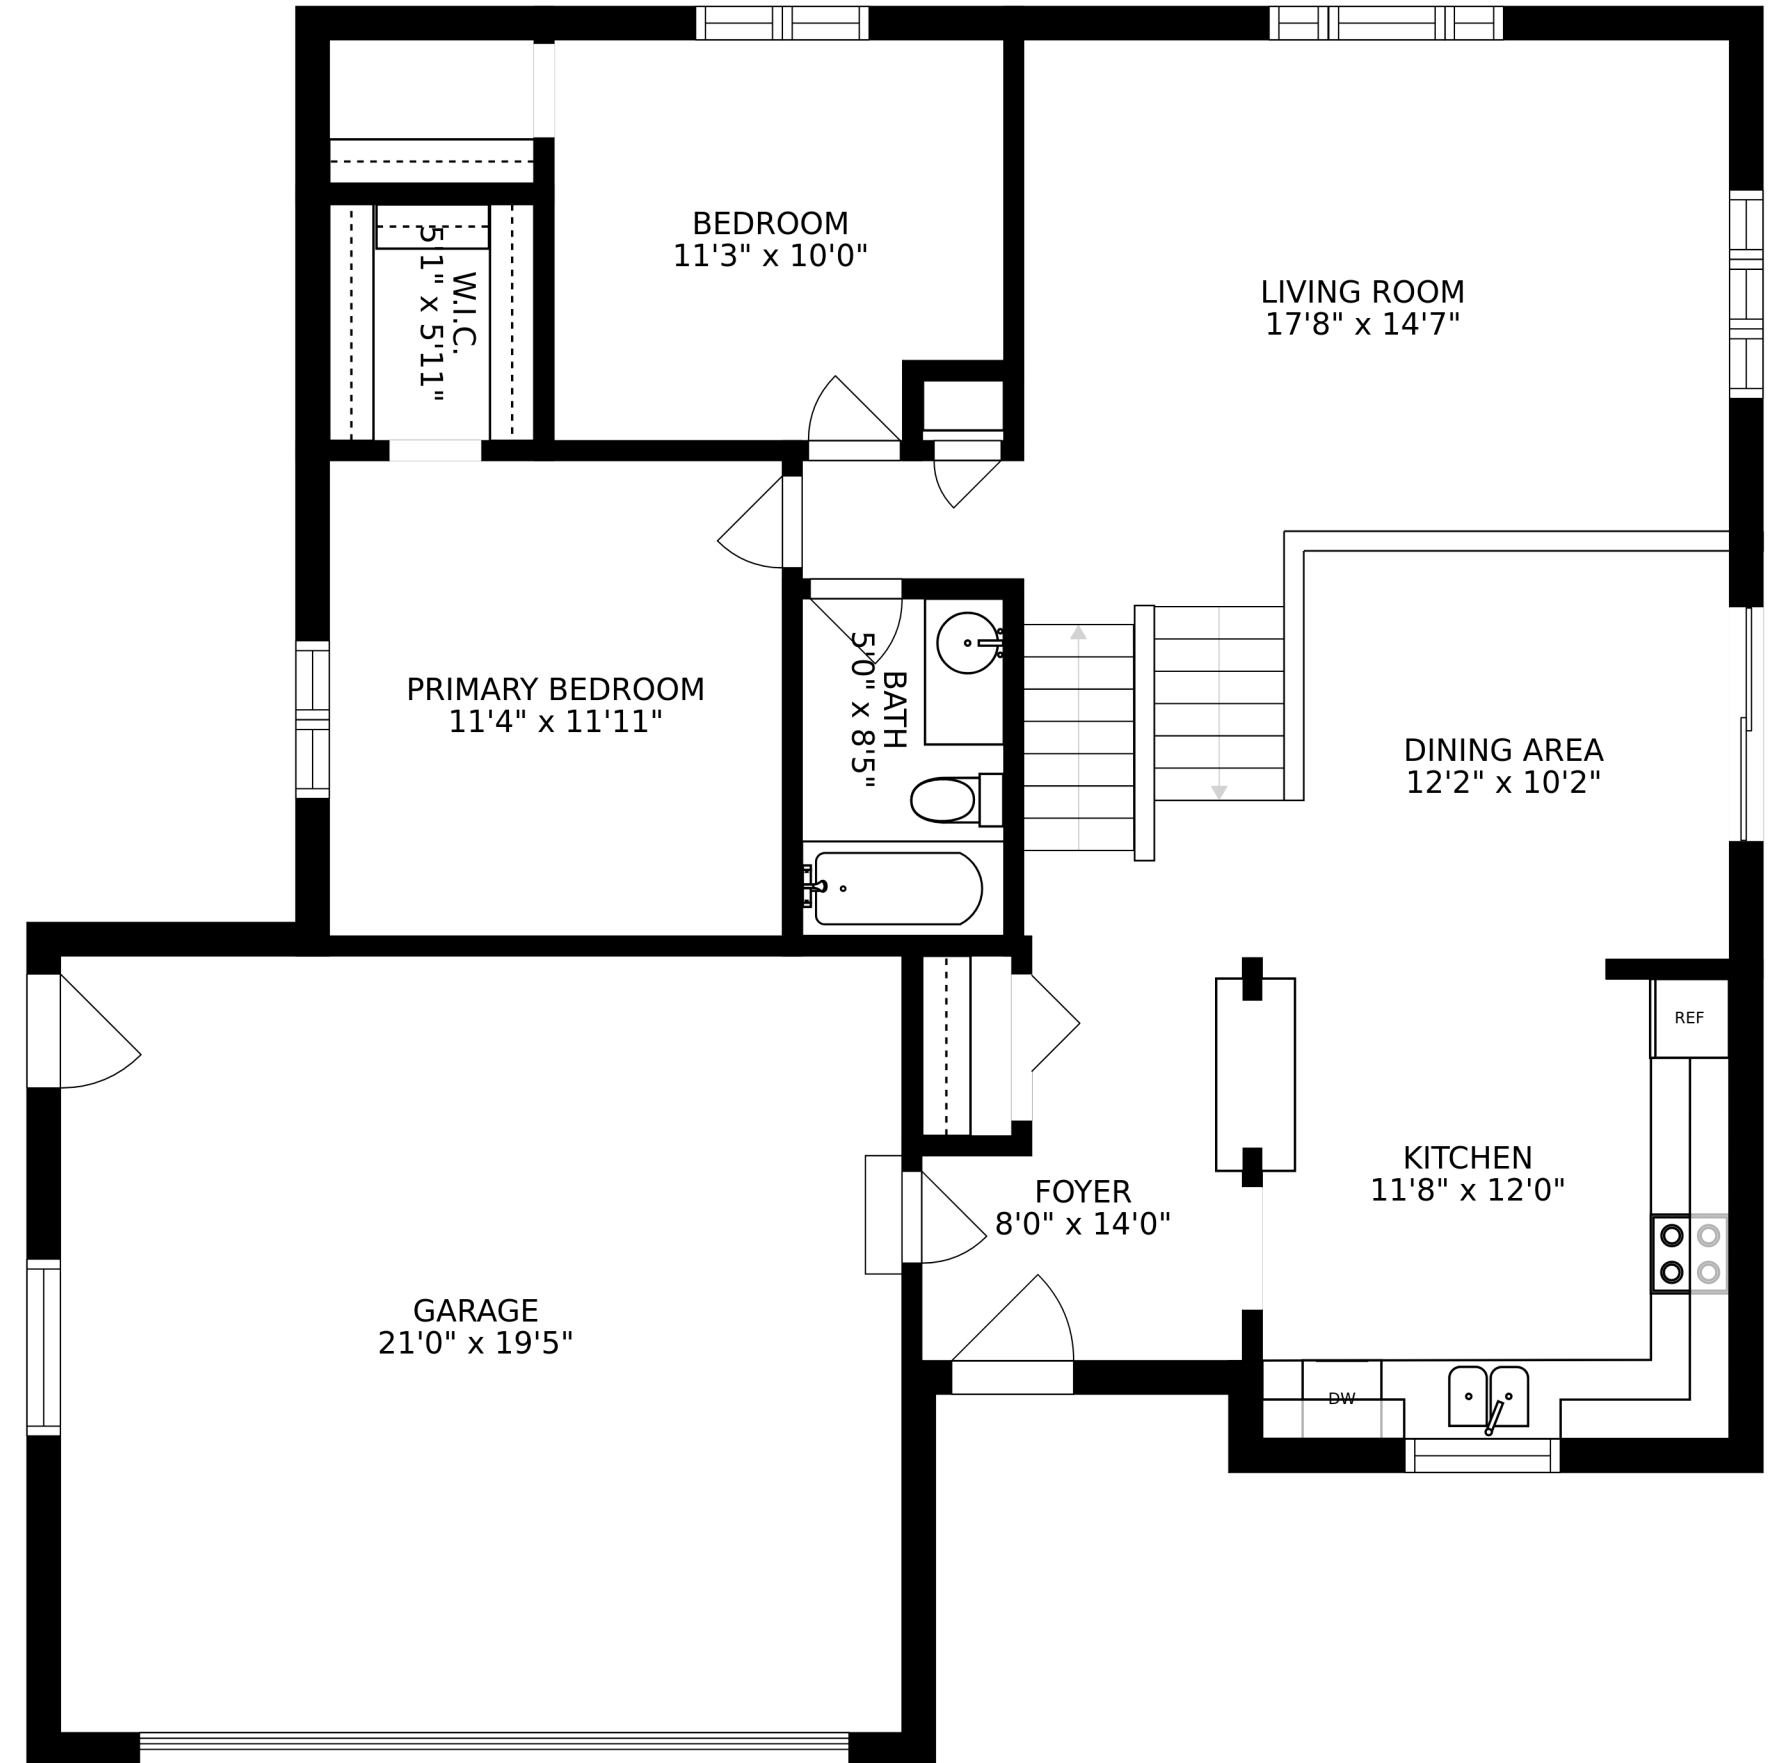 BEDROOM
11'3" x 10'0"
W.I.C.
5'1" x 5'11"
LIVING ROOM
17'8" x 14'7"
PRIMARY BEDROOM
11'4" x 11'11"
BATH
5'0" x 8'5"
DINING AREA
12'2" x 10'2"
REF
KITCHEN
11'8" x 12'0"
FOYER
8'0" x 14'0"
GARAGE
21'0" x 19'5"
DW